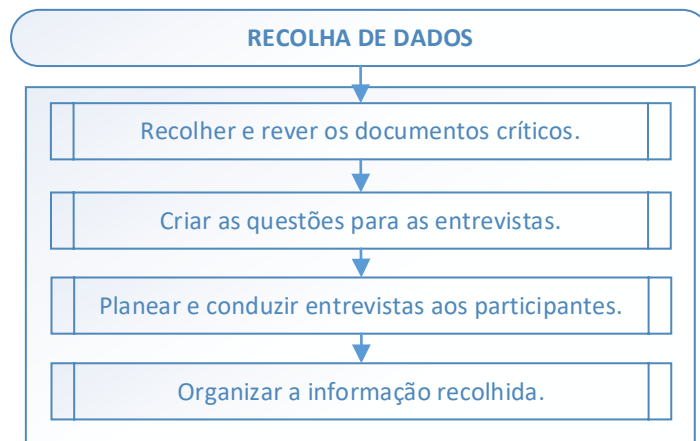 RECOLHA DE DADOS
Recolher e rever os documentos críticos.
Criar as questões para as entrevistas.
Planear e conduzir entrevistas aos participantes.
Organizar a informação recolhida.